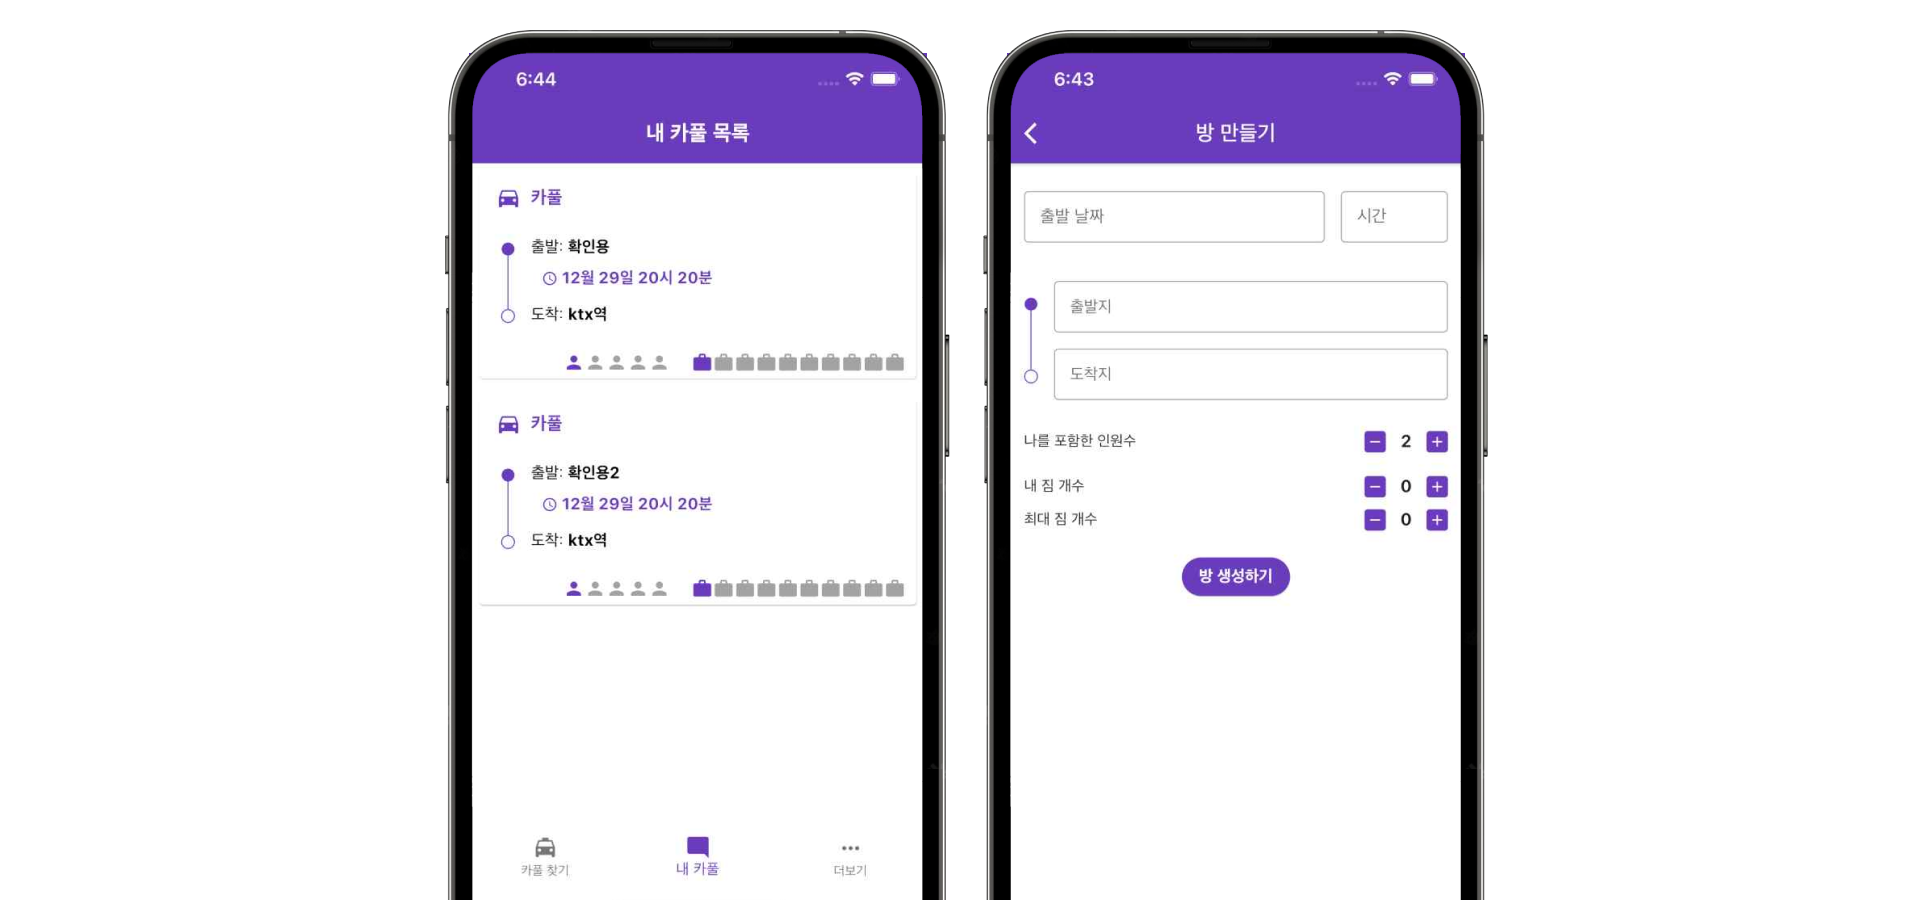 6:44
내 카풀 목록
카풀
출발: 확인용
12월 29일 20시 20분
도착: ktx역
카풀
출발: 확인용2
12월 29일 20시 20분
도착: ktx역
카풀 찾기
내 카풀
더보기
6:43
방 만들기
출발 날짜
시간
출발지
도착지
나를 포함한 인원수
2
내 짐 개수
0
최대 짐 개수
0
방 생성하기